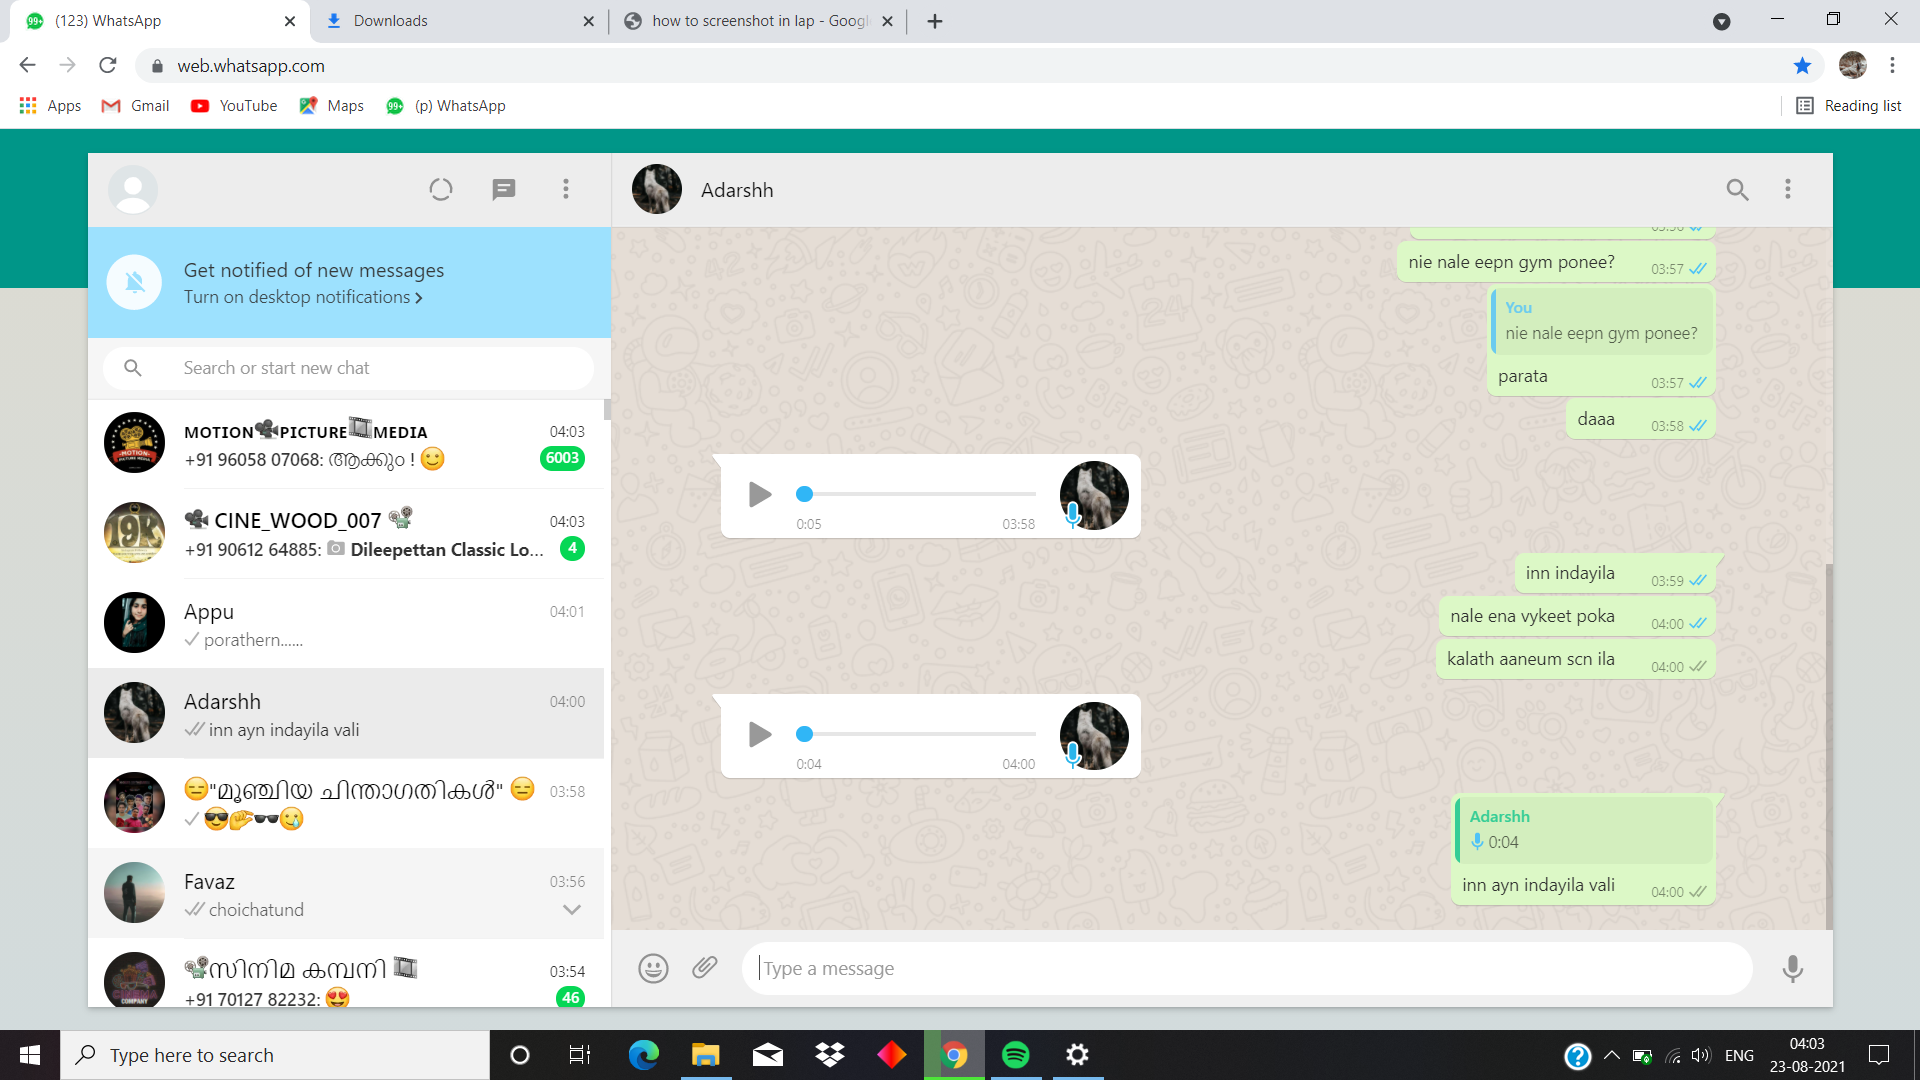 (123) WhatsApp
Downloads
how to screenshot in lap - Googl
web.whatsapp.com
Apps
Gmail
YouTube
Maps
(p) WhatsApp
Reading list
Adarshh
Get notified of new messages
Turn on desktop notifications
Search or start new chat
ᴍᴏᴛɪᴏɴ🎥ᴘɪᴄᴛᴜʀᴇ🎞️ᴍᴇᴅɪᴀ
04:03
+91 96058 07068: ആക്കും ! 🙂
6003
🎥 CINE_WOOD_007 📽️
04:03
+91 90612 64885: 📷 Dileepettan Classic Lo...
4
Appu
04:01
porathern......
Adarshh
04:00
inn ayn indayila vali
😑"മൂഞ്ചിയ ചിന്താഗതികൾ" 😑
03:58
Favaz
03:56
choichatund
📽️സിനിമ കമ്പനി 🎞️
03:54
+91 70127 82232: 😍
46
nie nale eepn gym ponee?
03:57
You
nie nale eepn gym ponee?
parata
03:57
daaa
03:58
0:05
03:58
inn indayila
03:59
nale ena vykeet poka
04:00
kalath aaneum scn ila
04:00
0:04
04:00
Adarshh
0:04
inn ayn indayila vali
04:00
Type a message
Type here to search
ENG
04:03
23-08-2021